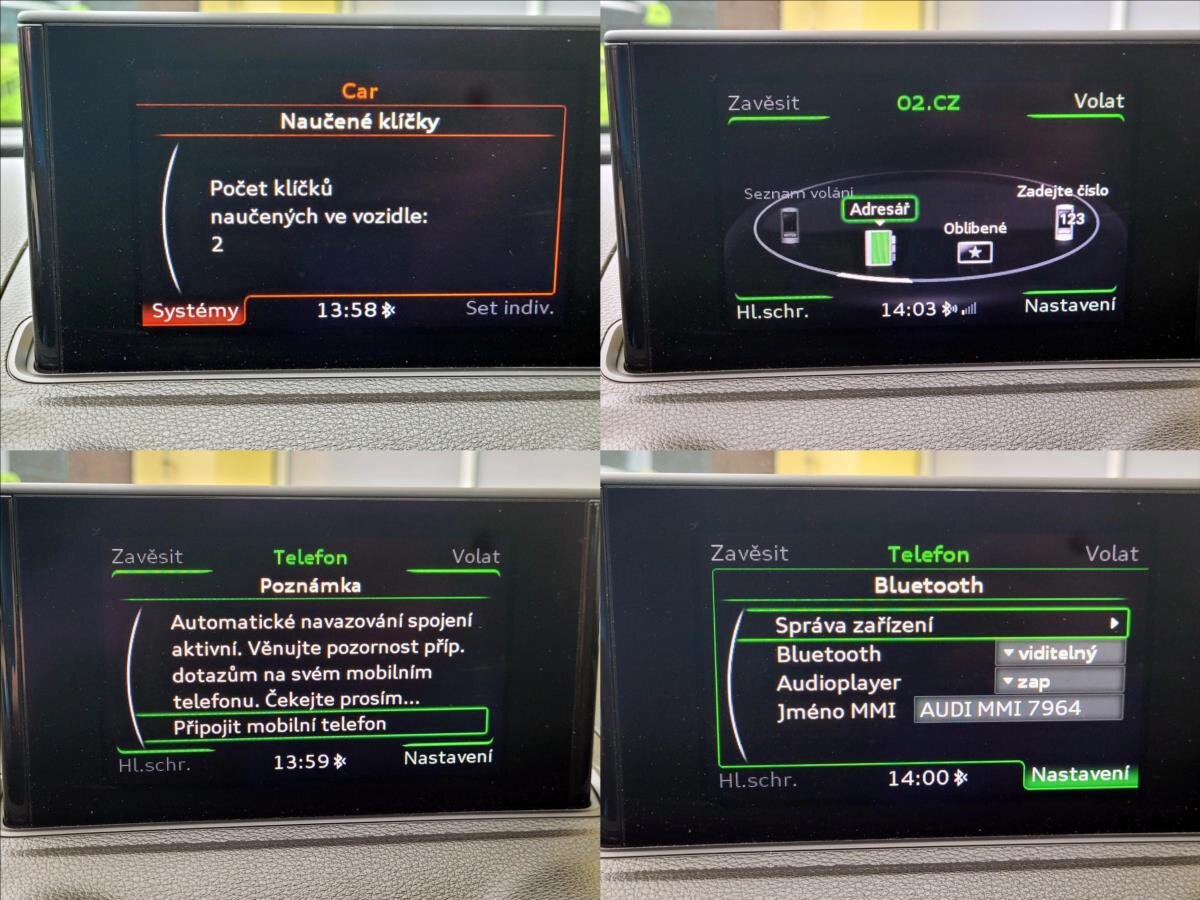 Car
Naučené klíčky
Počet klíčků
naučených ve vozidle:
2
Systémy 13:58 Set indiv.
Zavěsit O2.CZ Volat
Seznam volání
Adresář
Oblíbené
Zadejte číslo
123
Hl.schr. 14:03 Nastavení
Zavěsit Telefon Volat
Poznámka
Automatické navazování spojení
aktivní. Věnujte pozornost příp.
dotazům na svém mobilním
telefonu. Čekejte prosím...
Připojit mobilní telefon
Hl.schr. 13:59 Nastavení
Zavěsit Telefon Volat
Bluetooth
Správa zařízení
Bluetooth viditelný
Audioplayer zap
Jméno MMI AUDI MMI 7964
Hl.schr. 14:00 Nastavení